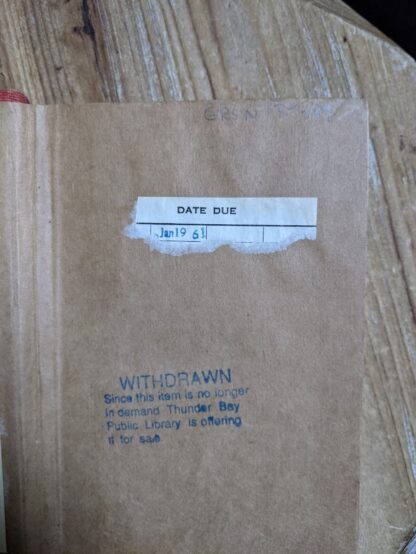 DATE DUE
Jan 19 61
WITHDRAWN
Since this item is no longer
in demand Thunder Bay
Public Library is offering
it for sale